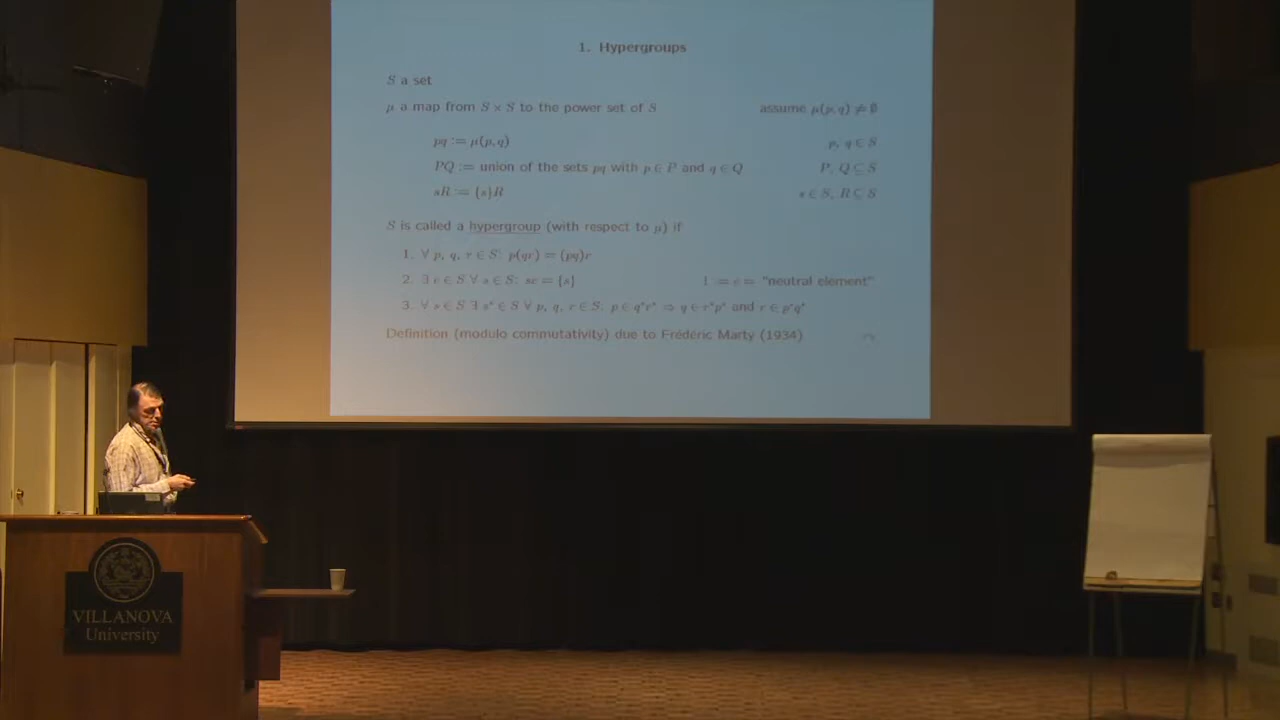 1. Hypergroups
S a set
μ a map from S × S to the power set of S assume μ(p, q) ≠ ∅
pq := μ(p, q) p, q ∈ S
PQ := union of the sets pq with p ∈ P and q ∈ Q P, Q ⊆ S
sR := {s}R s ∈ S, R ⊆ S
S is called a hypergroup (with respect to μ) if
1. ∀ p, q, r ∈ S: p(qr) = (pq)r
2. ∃ e ∈ S ∀ s ∈ S: se = {s} 1 := e = "neutral element"
3. ∀ s ∈ S ∃ s* ∈ S ∀ p, q, r ∈ S: p ∈ q*r* ⇒ q ∈ r*p* and r ∈ p*q*
Definition (modulo commutativity) due to Frédéric Marty (1934)
VILLANOVA
University